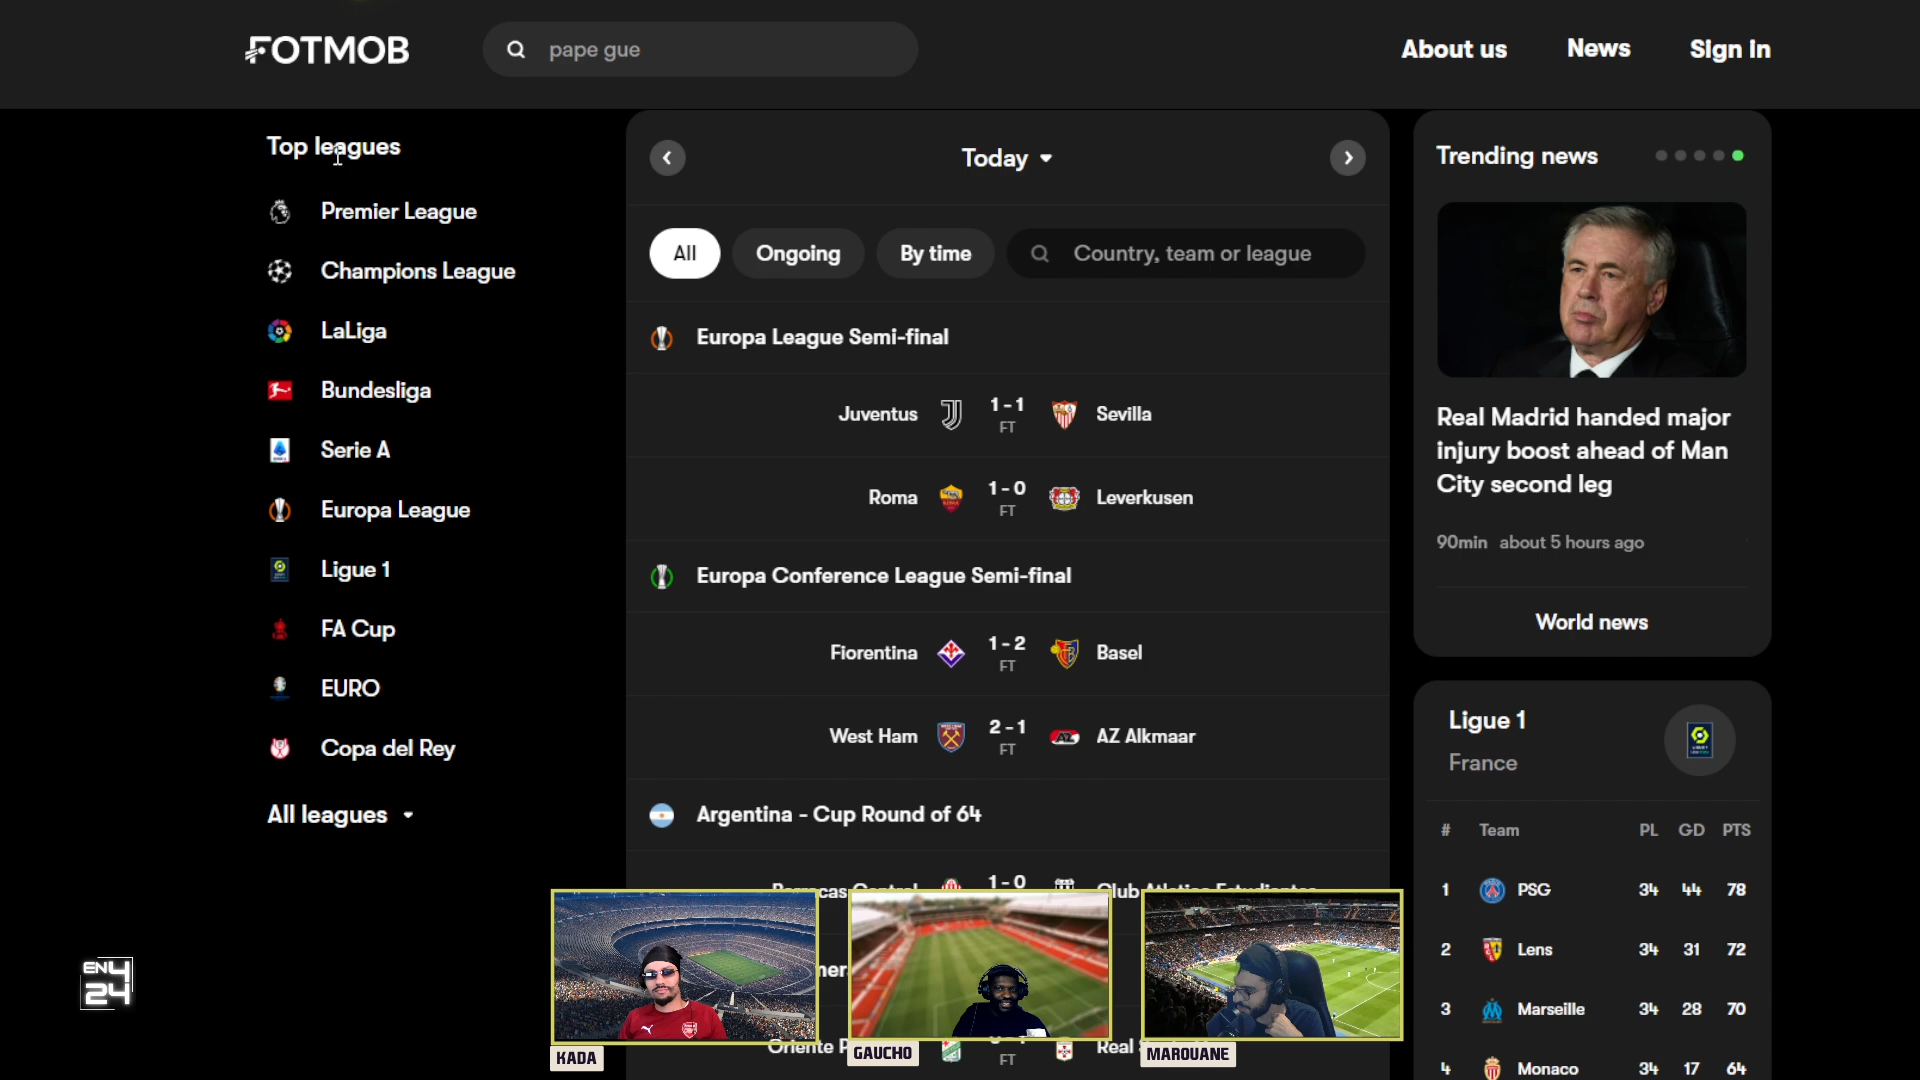 FOTMOB
pape gue
About us
News
Sign in
Top leagues
Premier League
Champions League
LaLiga
Bundesliga
Serie A
Europa League
Ligue 1
FA Cup
EURO
Copa del Rey
All leagues
Today
All
Ongoing
By time
Country, team or league
Europa League Semi-final
Juventus 1 - 1 Sevilla
FT
Roma 1 - 0 Leverkusen
FT
Europa Conference League Semi-final
Fiorentina 1 - 2 Basel
FT
West Ham 2 - 1 AZ Alkmaar
FT
Argentina - Cup Round of 64
1 - 0
Oriente
Real
FT
KADA
GAUCHO
MAROUANE
EN 4
24
Trending news
Real Madrid handed major
injury boost ahead of Man
City second leg
90min about 5 hours ago
World news
Ligue 1
France
# Team PL GD PTS
1 PSG 34 44 78
2 Lens 34 31 72
3 Marseille 34 28 70
4 Monaco 34 17 64